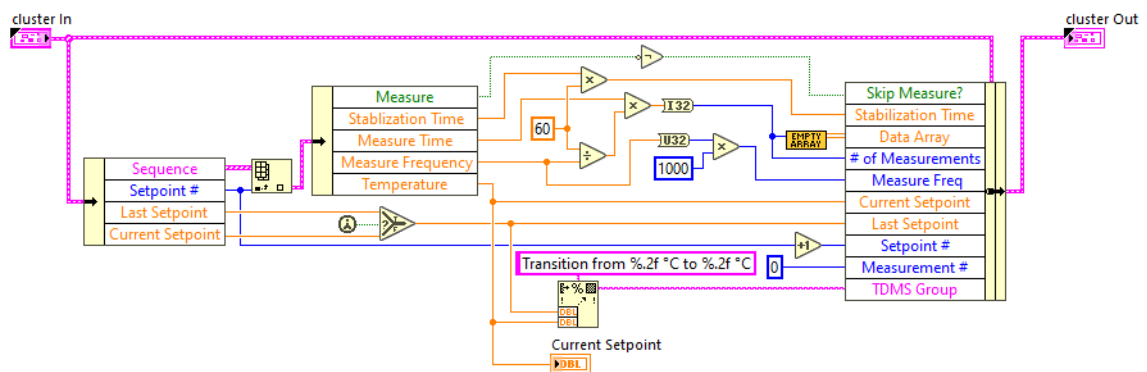 cluster In
cluster Out
Measure
Stablization Time
Measure Time
Measure Frequency
Temperature
Sequence
Setpoint #
Last Setpoint
Current Setpoint
60
I32
U32
1000
EMPTY
ARRAY
Skip Measure?
Stabilization Time
Data Array
# of Measurements
Measure Freq
Current Setpoint
Last Setpoint
Setpoint #
Measurement #
TDMS Group
?
T
F
+1
0
Transition from %.2f °C to %.2f °C
%
DBL
DBL
Current Setpoint
DBL